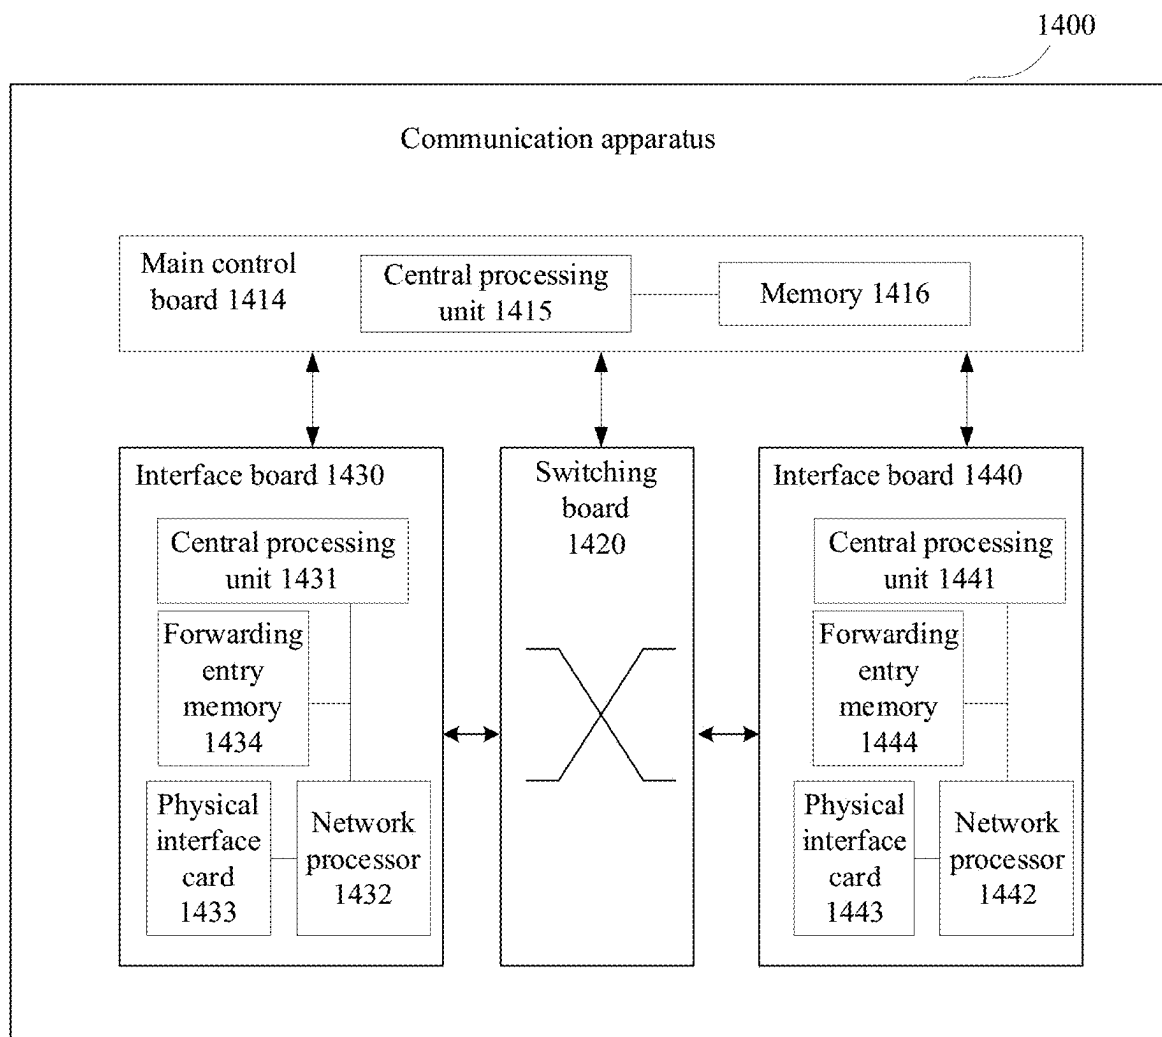 1400
Communication apparatus
Main control
board 1414
Central processing
unit 1415
Memory 1416
Interface board 1430
Central processing
unit 1431
Forwarding
entry
memory
1434
Physical
interface
card
1433
Network
processor
1432
Switching
board
1420
Interface board 1440
Central processing
unit 1441
Forwarding
entry
memory
1444
Physical
interface
card
1443
Network
processor
1442